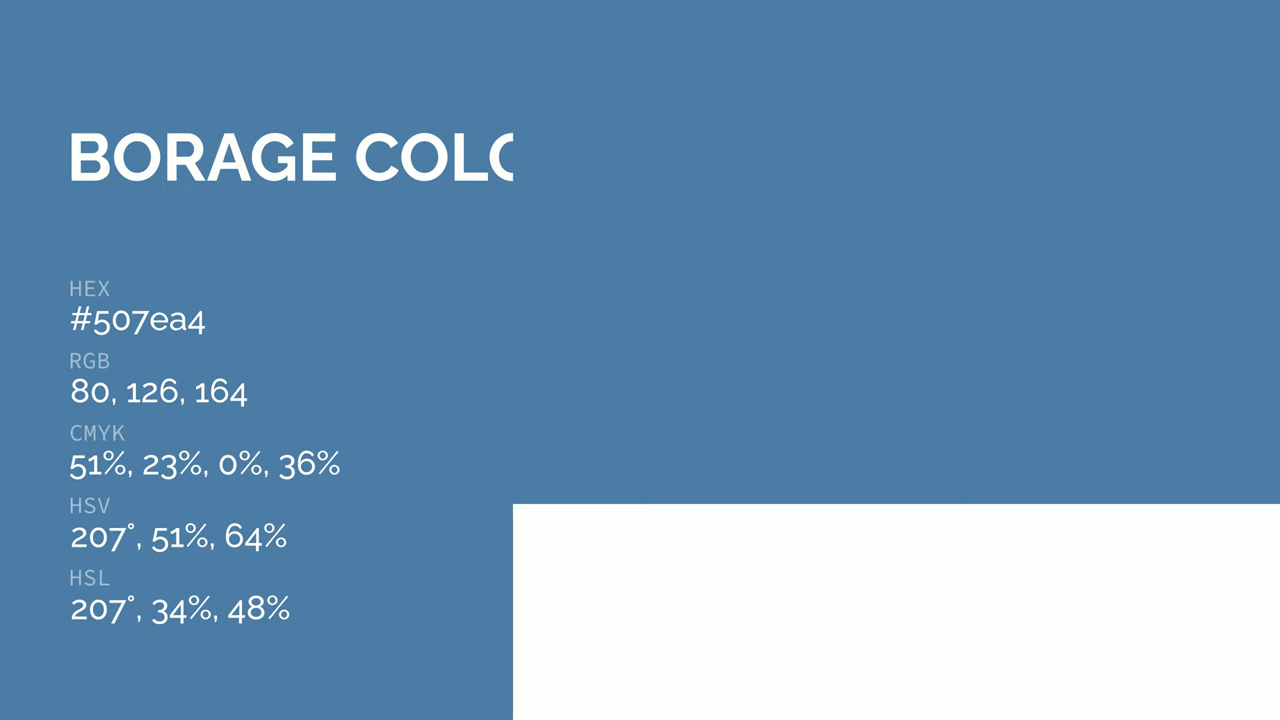 BORAGE COLO
HEX
#507ea4
RGB
80, 126, 164
CMYK
51%, 23%, 0%, 36%
HSV
207°, 51%, 64%
HSL
207°, 34%, 48%